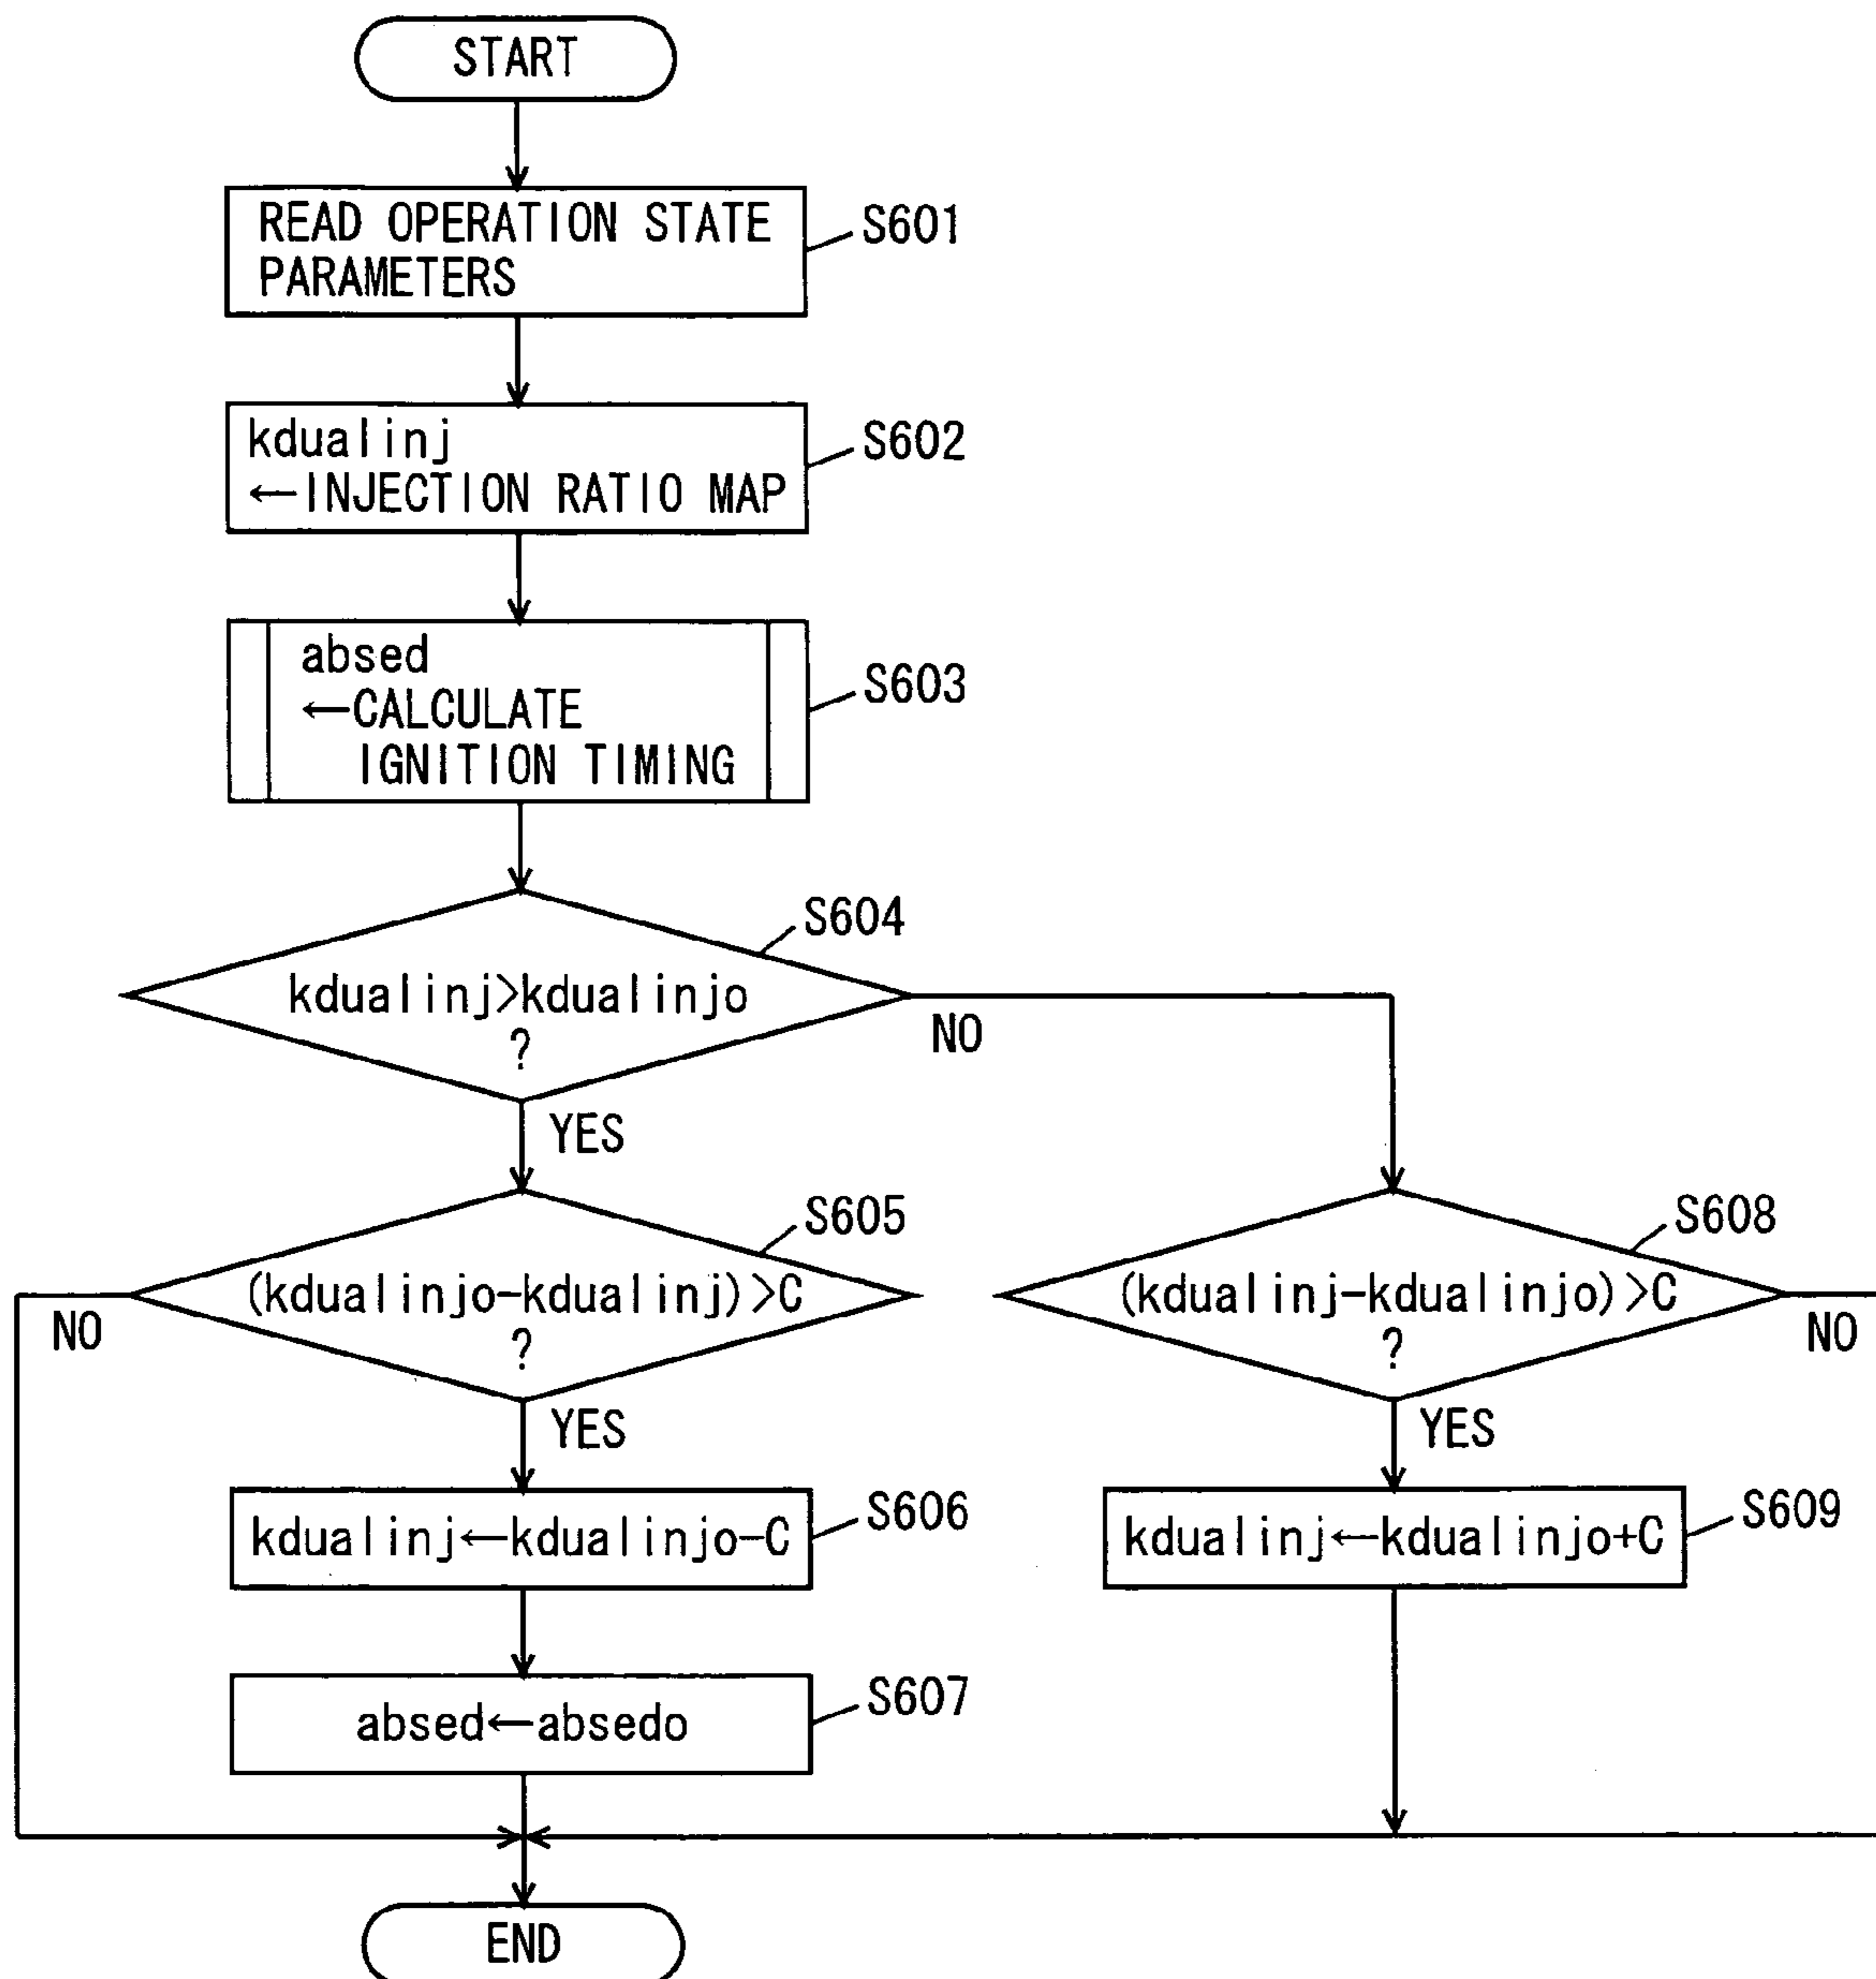 START
READ OPERATION STATE
PARAMETERS
S601
kdualinj
←INJECTION RATIO MAP
S602
absed
←CALCULATE
IGNITION TIMING
S603
S604
kdualinj>kdualinjo
?
NO
YES
S605
(kdualinjo-kdualinj)>C
?
NO
YES
S608
(kdualinj-kdualinjo)>C
?
NO
YES
kdualinj←kdualinjo-C
S606
kdualinj←kdualinjo+C
S609
absed←absedo
S607
END